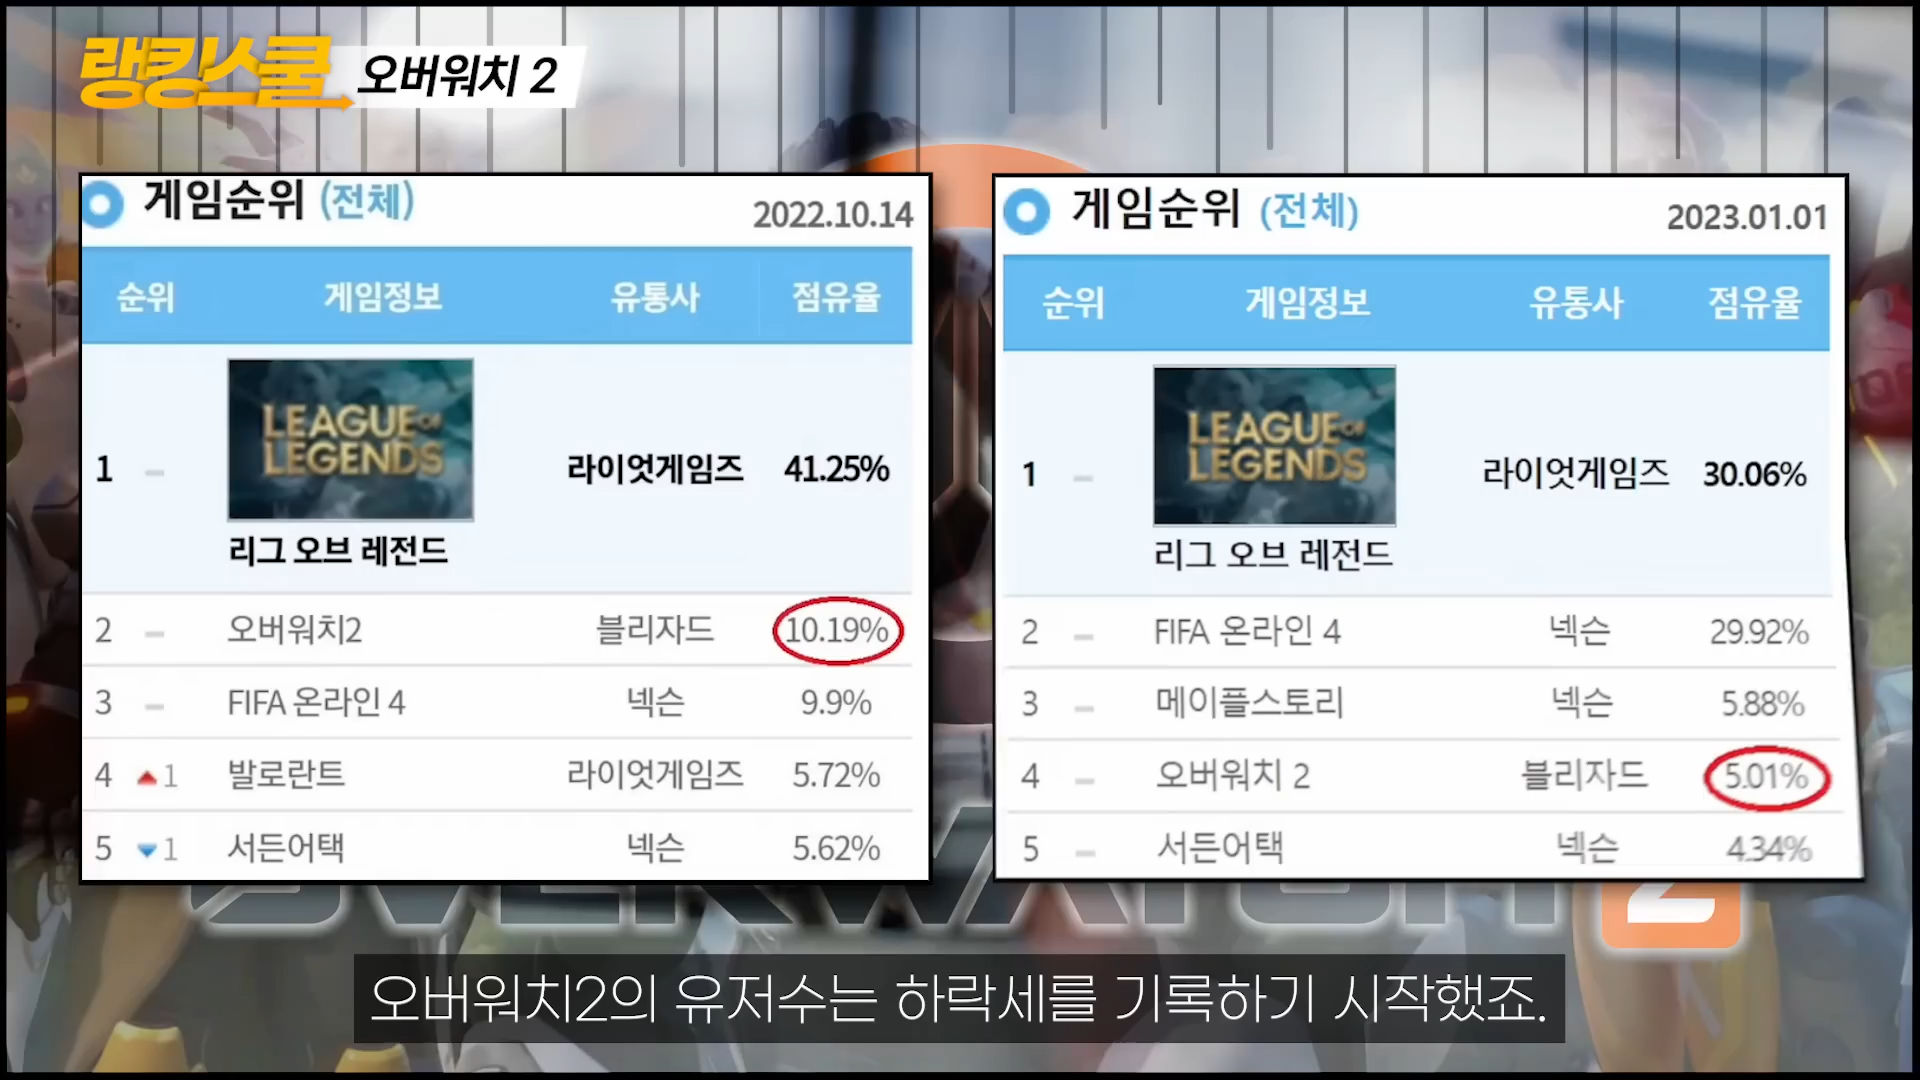 랭킹스쿨 오버워치 2
게임순위 (전체) 2022.10.14
순위 게임정보 유통사 점유율
LEAGUE OF
LEGENDS
1 라이엇게임즈 41.25%
리그 오브 레전드
2 오버워치2 블리자드 10.19%
3 FIFA 온라인 4 넥슨 9.9%
4 ▲1 발로란트 라이엇게임즈 5.72%
5 ▼1 서든어택 넥슨 5.62%
게임순위 (전체) 2023.01.01
순위 게임정보 유통사 점유율
LEAGUE OF
LEGENDS
1 라이엇게임즈 30.06%
리그 오브 레전드
2 FIFA 온라인 4 넥슨 29.92%
3 메이플스토리 넥슨 5.88%
4 오버워치 2 블리자드 5.01%
5 서든어택 넥슨 4.34%
OVERWATCH 2
오버워치2의 유저수는 하락세를 기록하기 시작했죠.